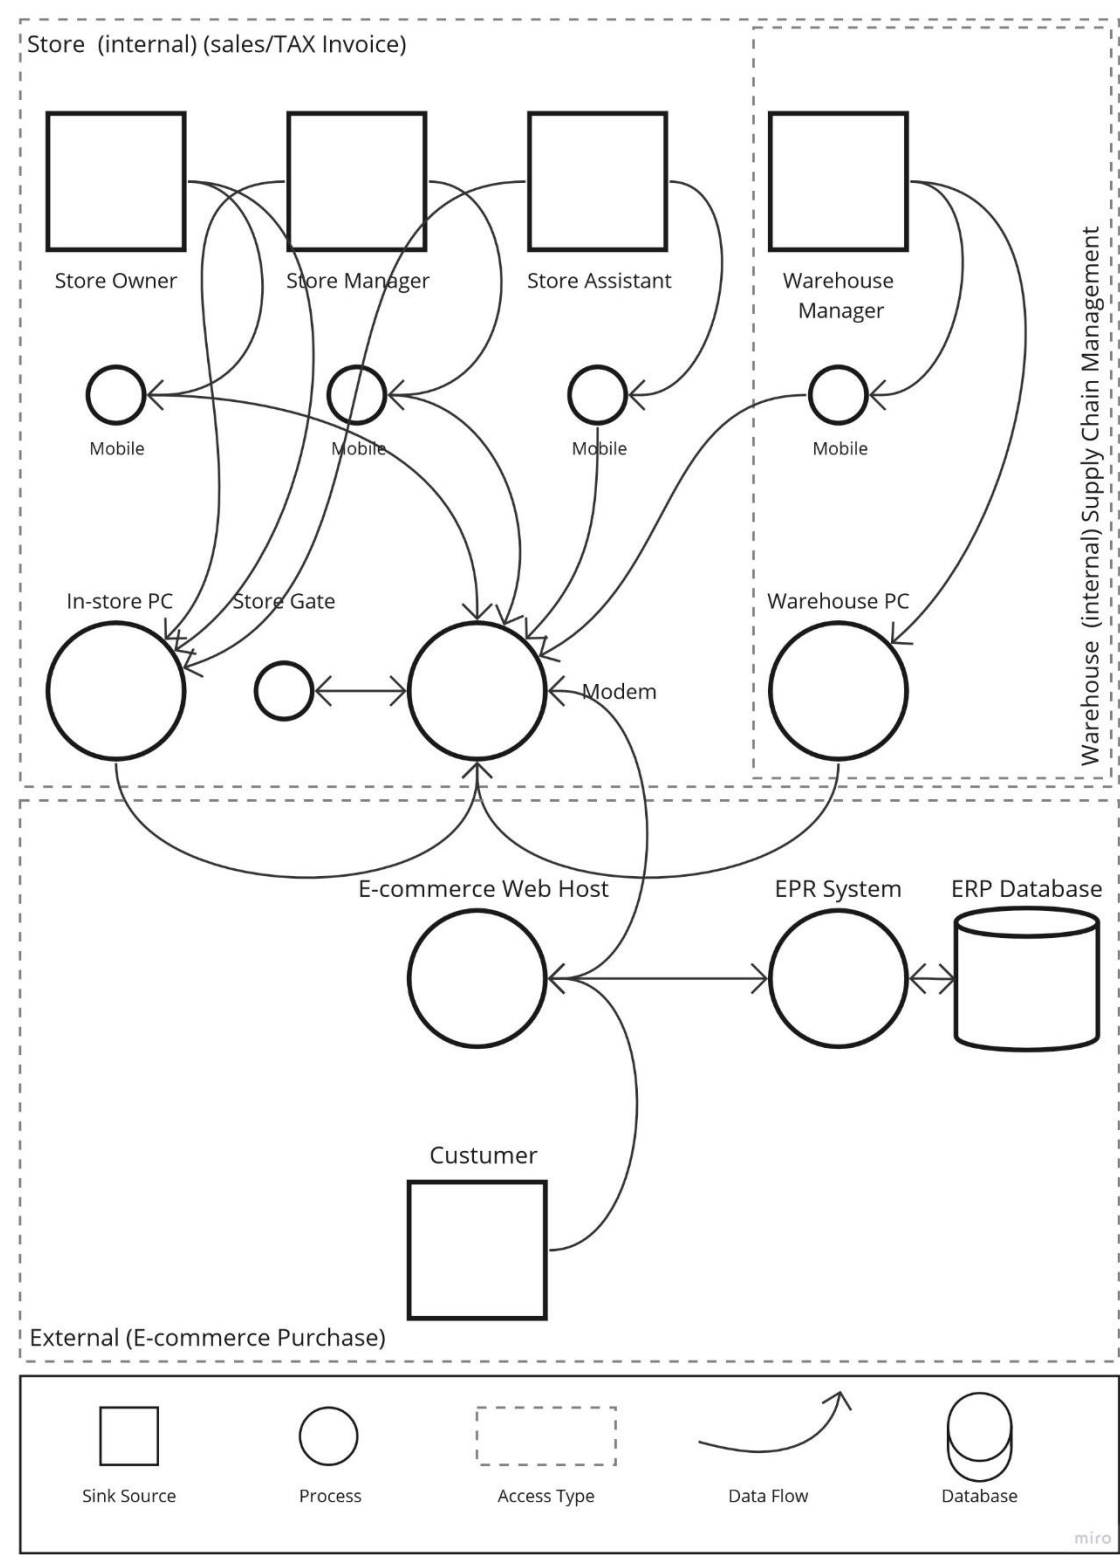 Store (internal) (sales/TAX Invoice)
Store Owner
Store Manager
Store Assistant
Warehouse
Manager
Warehouse (internal) Supply Chain Management
Mobile
Mobile
Mobile
Mobile
In-store PC
Store Gate
Warehouse PC
Modem
E-commerce Web Host
EPR System
ERP Database
Custumer
External (E-commerce Purchase)
Sink Source
Process
Access Type
Data Flow
Database
miro